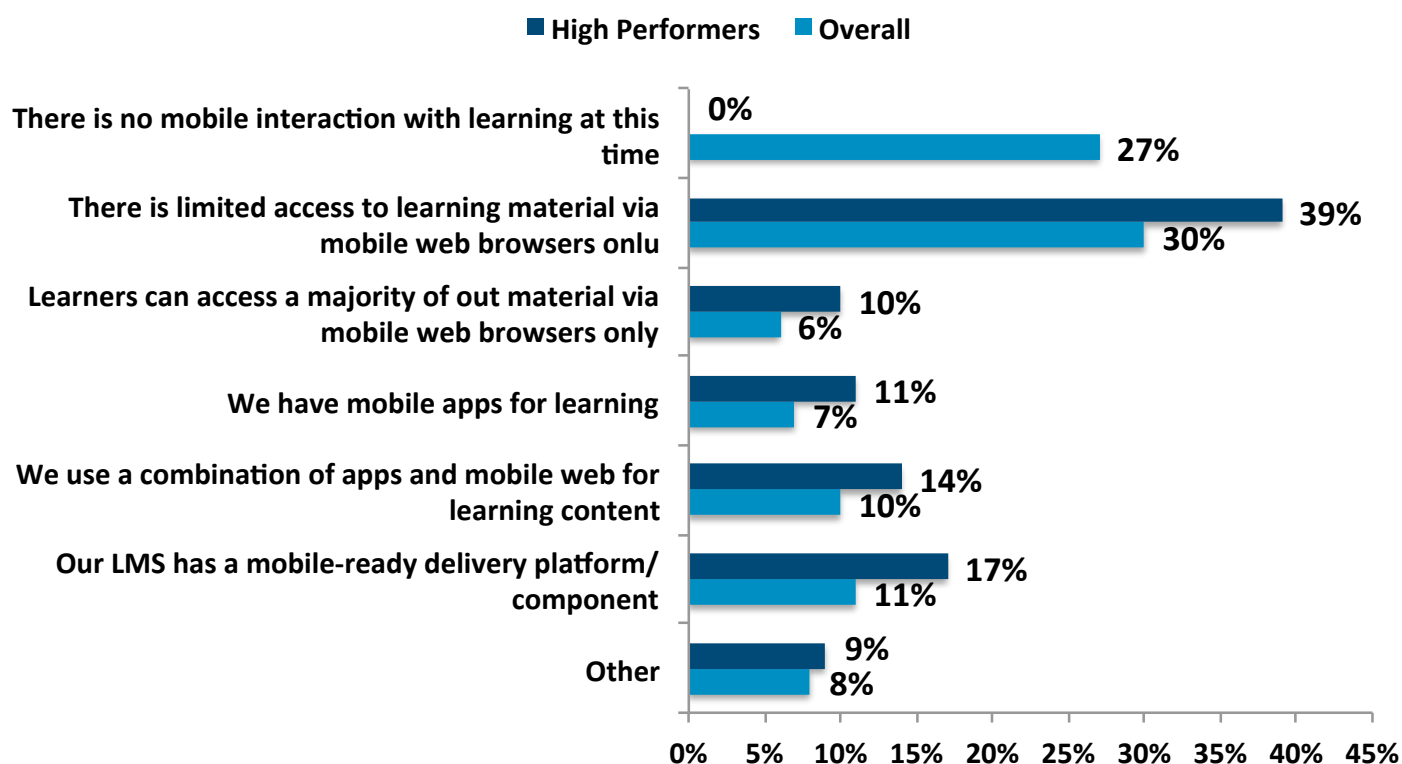 High Performers Overall
There is no mobile interaction with learning at this
time
0%
27%
There is limited access to learning material via
mobile web browsers onlu
39%
30%
Learners can access a majority of out material via
mobile web browsers only
10%
6%
We have mobile apps for learning
11%
7%
We use a combination of apps and mobile web for
learning content
14%
10%
Our LMS has a mobile-ready delivery platform/
component
17%
11%
Other
9%
8%
0% 5% 10% 15% 20% 25% 30% 35% 40% 45%